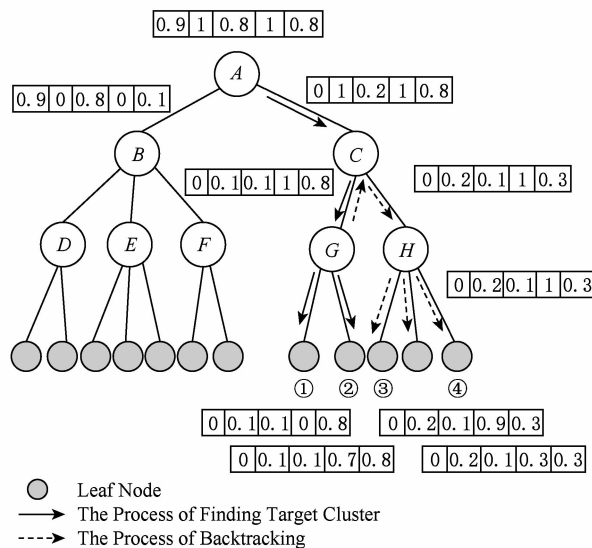 0.9 1 0.8 1 0.8
A
0.9 0 0.8 0 0.1
0 1 0.2 1 0.8
B
C
0 0.1 0.1 1 0.8
0 0.2 0.1 1 0.3
D
E
F
G
H
0 0.2 0.1 1 0.3
① ② ③ ④
0 0.1 0.1 0 0.8
0 0.2 0.1 0.9 0.3
0 0.1 0.1 0.7 0.8
0 0.2 0.1 0.3 0.3
Leaf Node
The Process of Finding Target Cluster
The Process of Backtracking